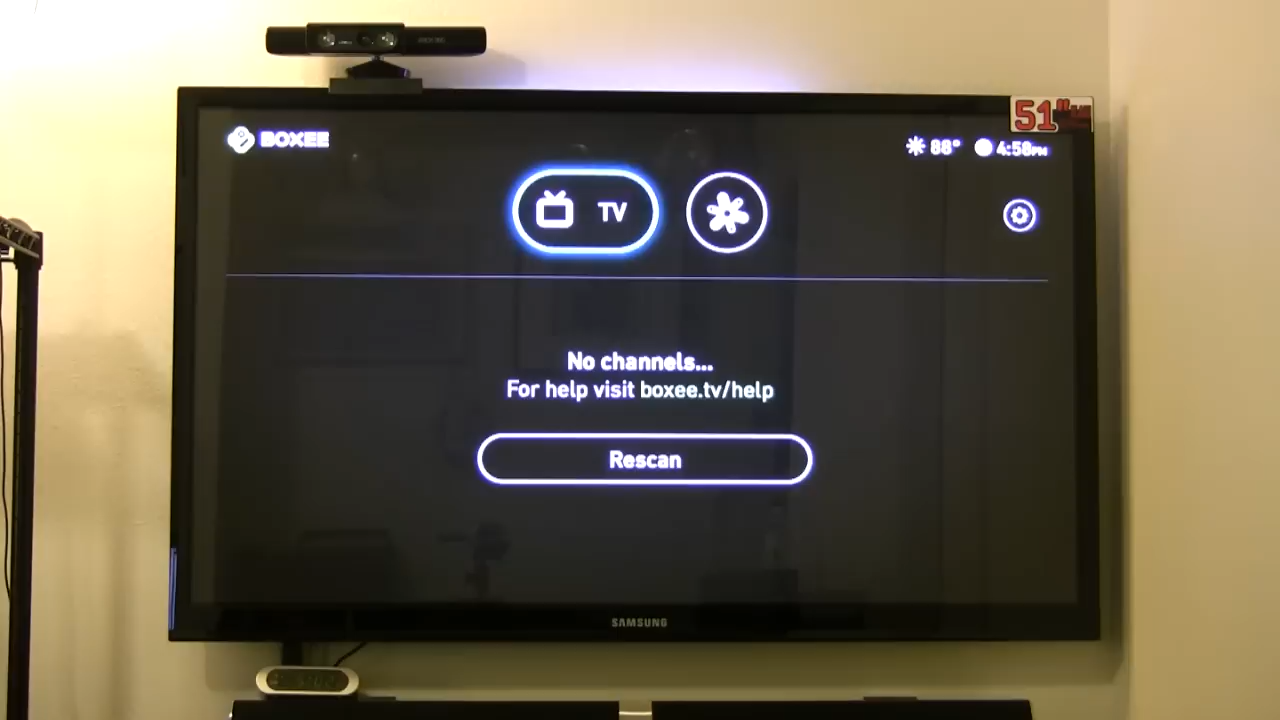 BOXEE
88°
4:58PM
51"
TV
No channels...
For help visit boxee.tv/help
Rescan
SAMSUNG